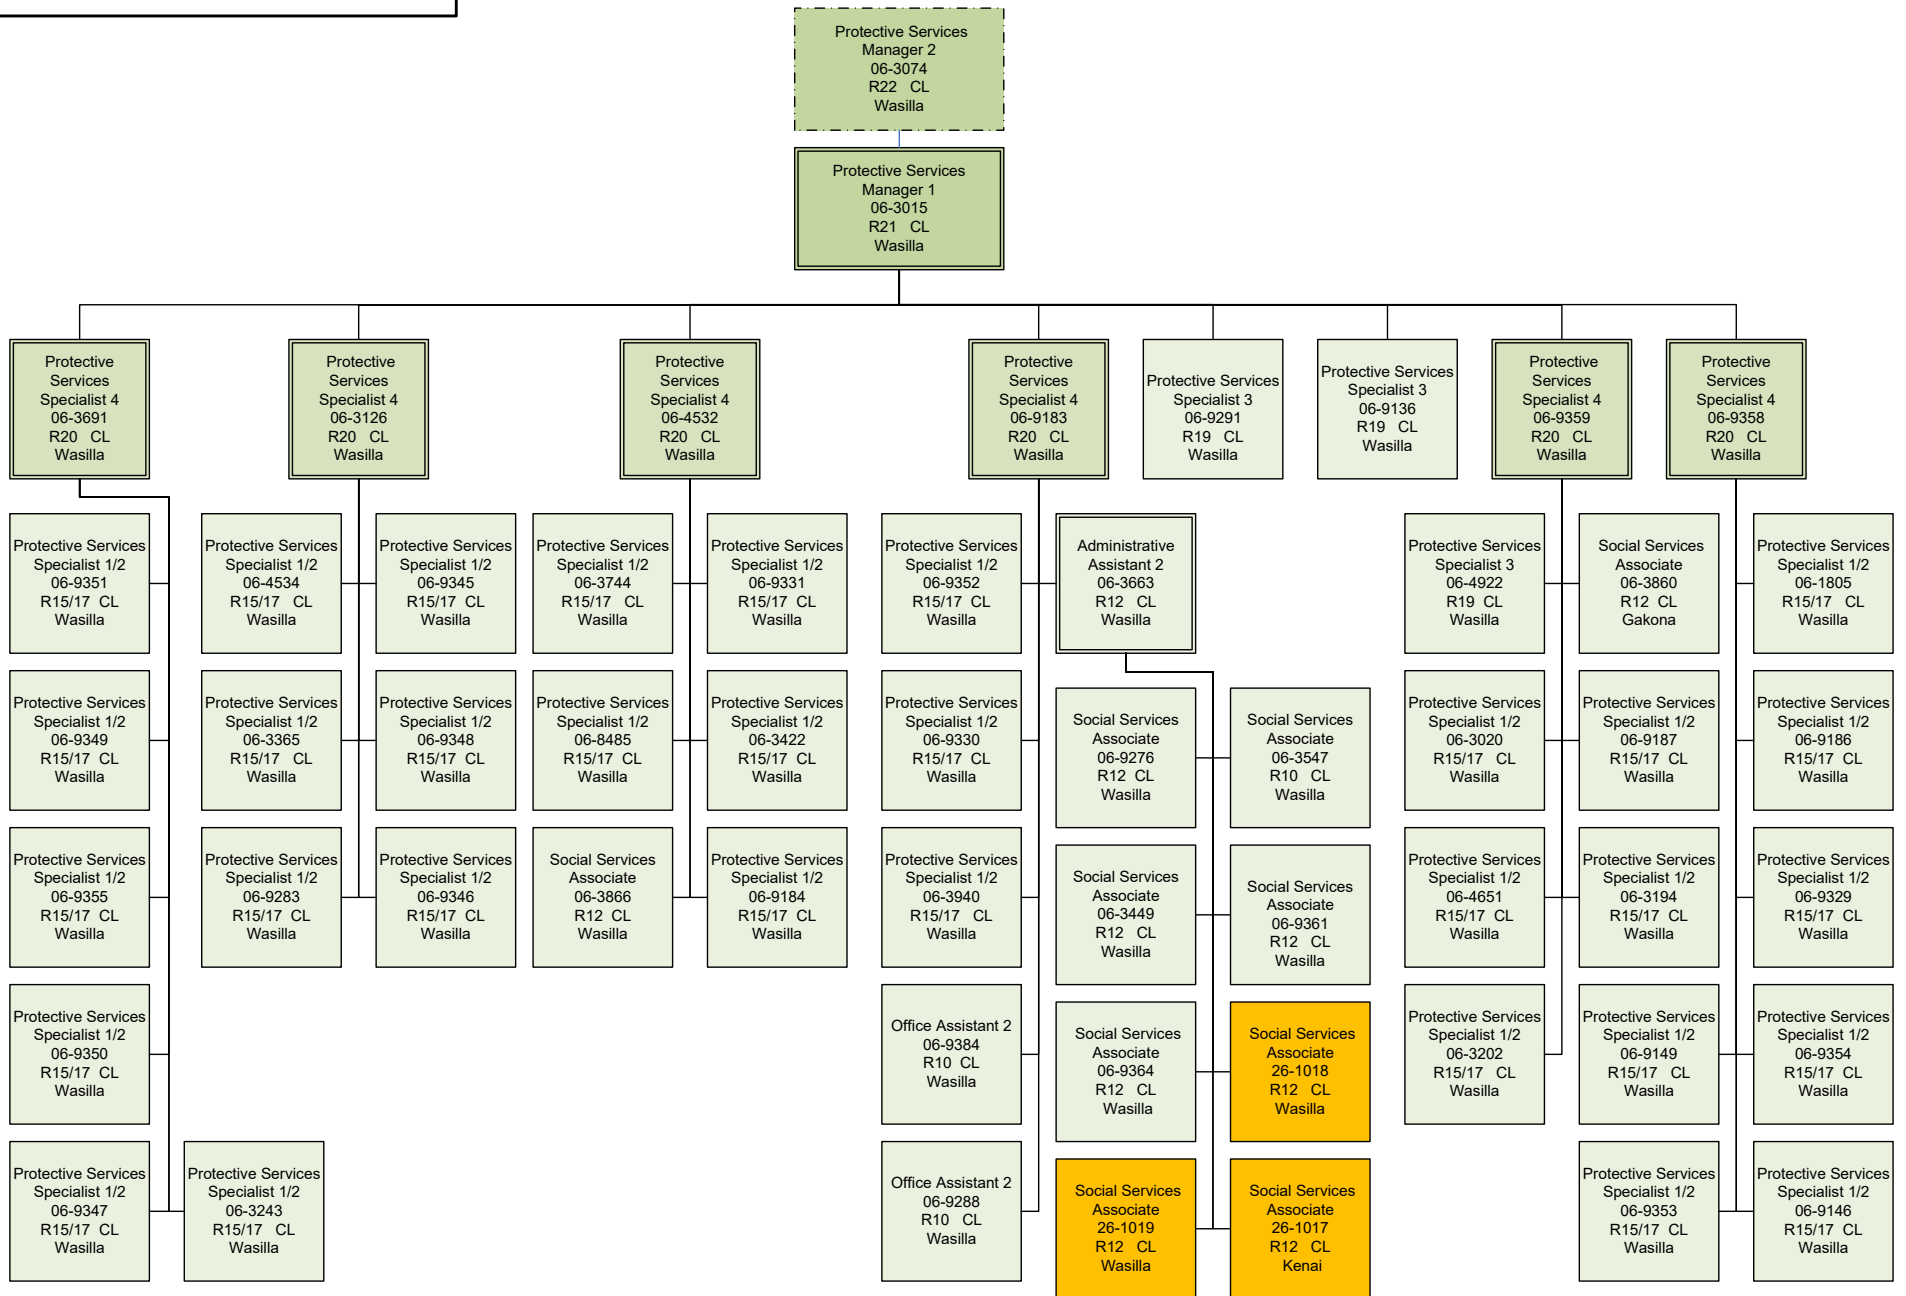 Protective Services
Manager 2
06-3074
R22 CL
Wasilla
Protective Services
Manager 1
06-3015
R21 CL
Wasilla
Protective
Services
Specialist 4
06-3691
R20 CL
Wasilla
Protective
Services
Specialist 4
06-3126
R20 CL
Wasilla
Protective
Services
Specialist 4
06-4532
R20 CL
Wasilla
Protective
Services
Specialist 4
06-9183
R20 CL
Wasilla
Protective Services
Specialist 3
06-9291
R19 CL
Wasilla
Protective Services
Specialist 3
06-9136
R19 CL
Wasilla
Protective
Services
Specialist 4
06-9359
R20 CL
Wasilla
Protective
Services
Specialist 4
06-9358
R20 CL
Wasilla
Protective Services
Specialist 1/2
06-9351
R15/17 CL
Wasilla
Protective Services
Specialist 1/2
06-4534
R15/17 CL
Wasilla
Protective Services
Specialist 1/2
06-9345
R15/17 CL
Wasilla
Protective Services
Specialist 1/2
06-3744
R15/17 CL
Wasilla
Protective Services
Specialist 1/2
06-9331
R15/17 CL
Wasilla
Protective Services
Specialist 1/2
06-9352
R15/17 CL
Wasilla
Administrative
Assistant 2
06-3663
R12 CL
Wasilla
Protective Services
Specialist 3
06-4922
R19 CL
Wasilla
Social Services
Associate
06-3860
R12 CL
Gakona
Protective Services
Specialist 1/2
06-1805
R15/17 CL
Wasilla
Protective Services
Specialist 1/2
06-9349
R15/17 CL
Wasilla
Protective Services
Specialist 1/2
06-3365
R15/17 CL
Wasilla
Protective Services
Specialist 1/2
06-9348
R15/17 CL
Wasilla
Protective Services
Specialist 1/2
06-8485
R15/17 CL
Wasilla
Protective Services
Specialist 1/2
06-3422
R15/17 CL
Wasilla
Protective Services
Specialist 1/2
06-9330
R15/17 CL
Wasilla
Social Services
Associate
06-9276
R12 CL
Wasilla
Social Services
Associate
06-3547
R10 CL
Wasilla
Protective Services
Specialist 1/2
06-3020
R15/17 CL
Wasilla
Protective Services
Specialist 1/2
06-9187
R15/17 CL
Wasilla
Protective Services
Specialist 1/2
06-9186
R15/17 CL
Wasilla
Protective Services
Specialist 1/2
06-9355
R15/17 CL
Wasilla
Protective Services
Specialist 1/2
06-9283
R15/17 CL
Wasilla
Protective Services
Specialist 1/2
06-9346
R15/17 CL
Wasilla
Social Services
Associate
06-3866
R12 CL
Wasilla
Protective Services
Specialist 1/2
06-9184
R15/17 CL
Wasilla
Protective Services
Specialist 1/2
06-3940
R15/17 CL
Wasilla
Social Services
Associate
06-3449
R12 CL
Wasilla
Social Services
Associate
06-9361
R12 CL
Wasilla
Protective Services
Specialist 1/2
06-4651
R15/17 CL
Wasilla
Protective Services
Specialist 1/2
06-3194
R15/17 CL
Wasilla
Protective Services
Specialist 1/2
06-9329
R15/17 CL
Wasilla
Protective Services
Specialist 1/2
06-9350
R15/17 CL
Wasilla
Office Assistant 2
06-9384
R10 CL
Wasilla
Social Services
Associate
06-9364
R12 CL
Wasilla
Social Services
Associate
26-1018
R12 CL
Wasilla
Protective Services
Specialist 1/2
06-3202
R15/17 CL
Wasilla
Protective Services
Specialist 1/2
06-9149
R15/17 CL
Wasilla
Protective Services
Specialist 1/2
06-9354
R15/17 CL
Wasilla
Protective Services
Specialist 1/2
06-9347
R15/17 CL
Wasilla
Protective Services
Specialist 1/2
06-3243
R15/17 CL
Wasilla
Office Assistant 2
06-9288
R10 CL
Wasilla
Social Services
Associate
26-1019
R12 CL
Wasilla
Social Services
Associate
26-1017
R12 CL
Kenai
Protective Services
Specialist 1/2
06-9353
R15/17 CL
Wasilla
Protective Services
Specialist 1/2
06-9146
R15/17 CL
Wasilla